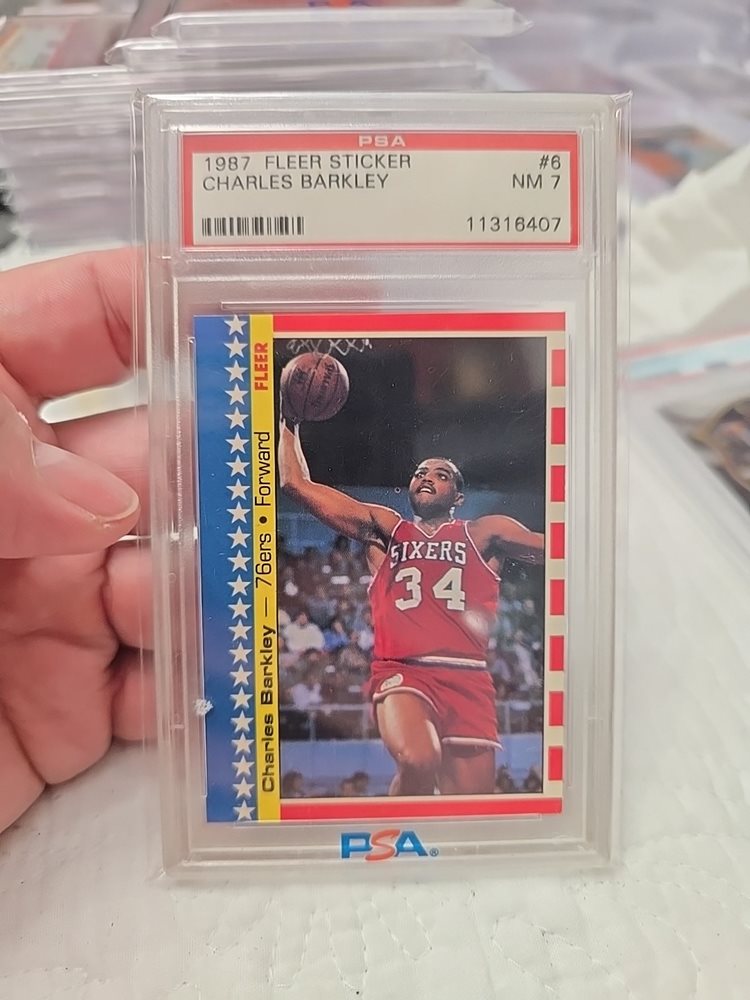 PSA
1987 FLEER STICKER #6
CHARLES BARKLEY NM 7
11316407
FLEER
Charles Barkley — 76ers • Forward
SIXERS
34
PSA®